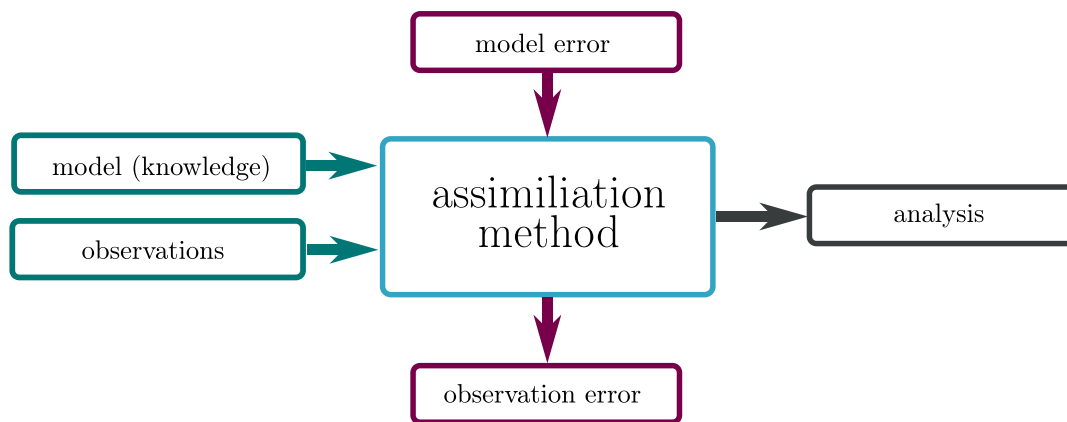 model error
model (knowledge)
assimiliation
method
analysis
observations
observation error